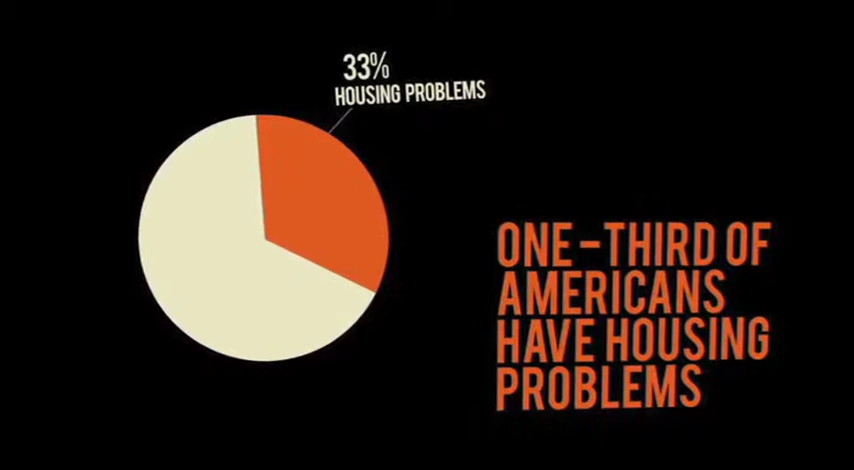 33%
HOUSING PROBLEMS
ONE-THIRD OF
AMERICANS
HAVE HOUSING
PROBLEMS